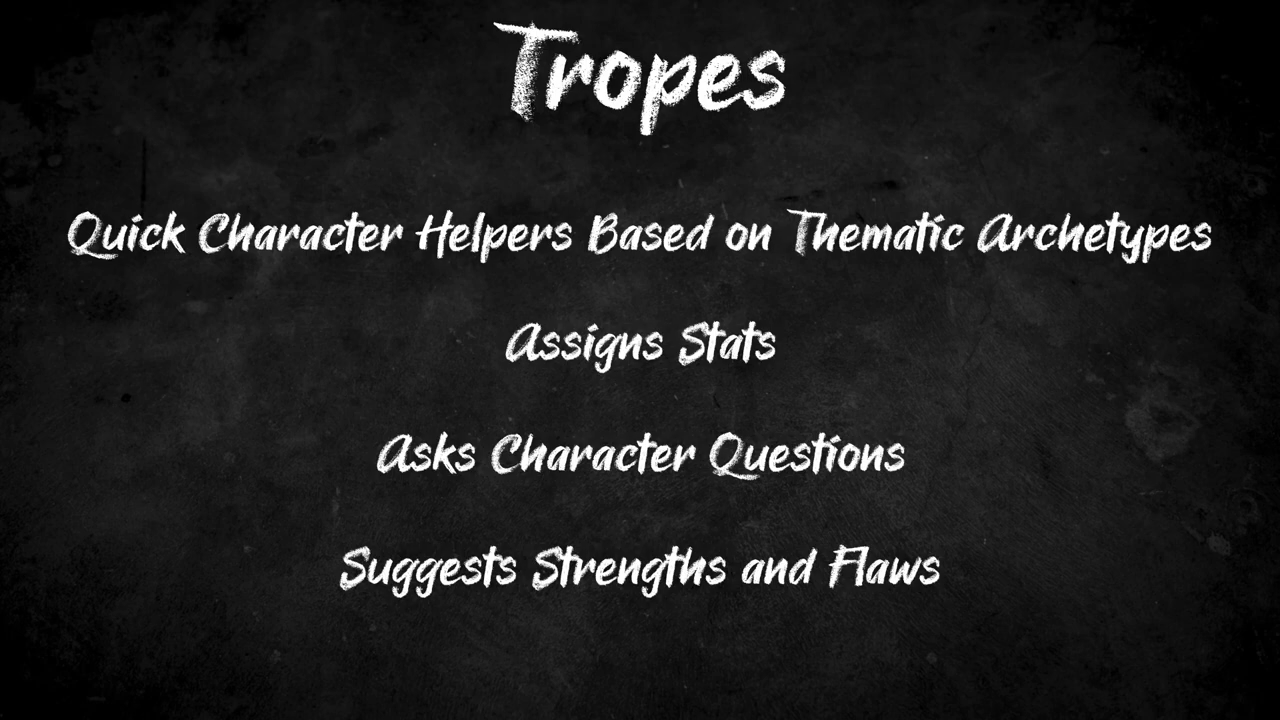 Tropes
Quick Character Helpers Based on Thematic Archetypes
Assigns Stats
Asks Character Questions
Suggests Strengths and Flaws